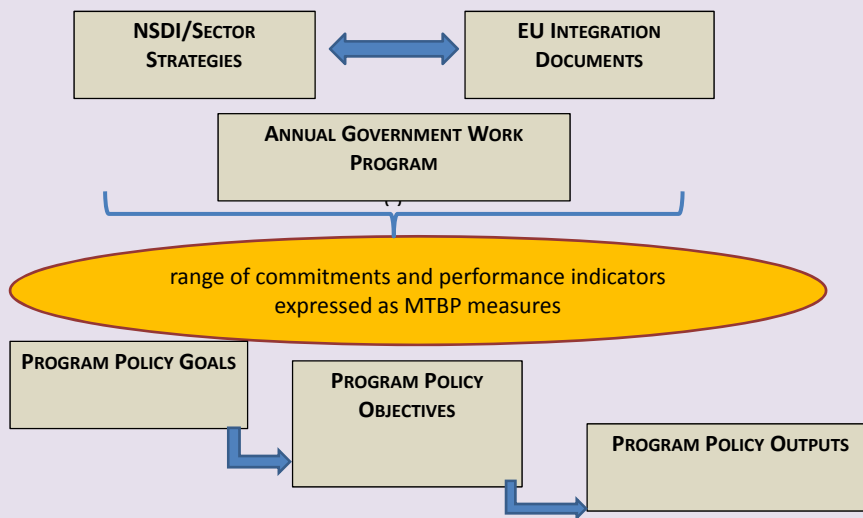 NSDI/SECTOR
STRATEGIES
EU INTEGRATION
DOCUMENTS
ANNUAL GOVERNMENT WORK
PROGRAM
range of commitments and performance indicators
expressed as MTBP measures
PROGRAM POLICY GOALS
PROGRAM POLICY
OBJECTIVES
PROGRAM POLICY OUTPUTS